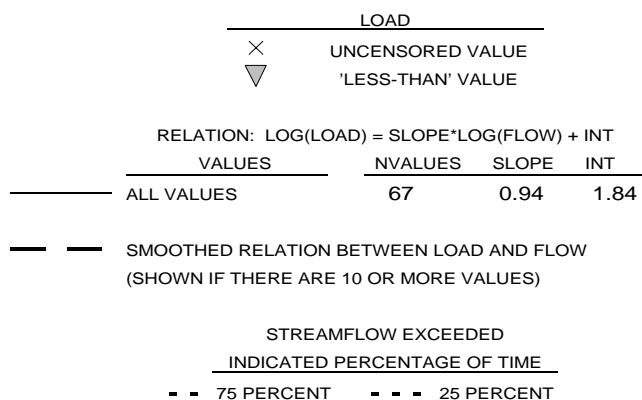 LOAD
UNCENSORED VALUE
'LESS-THAN' VALUE
RELATION: LOG(LOAD) = SLOPE*LOG(FLOW) + INT
VALUES NVALUES SLOPE INT
ALL VALUES 67 0.94 1.84
SMOOTHED RELATION BETWEEN LOAD AND FLOW
(SHOWN IF THERE ARE 10 OR MORE VALUES)
STREAMFLOW EXCEEDED
INDICATED PERCENTAGE OF TIME
75 PERCENT 25 PERCENT